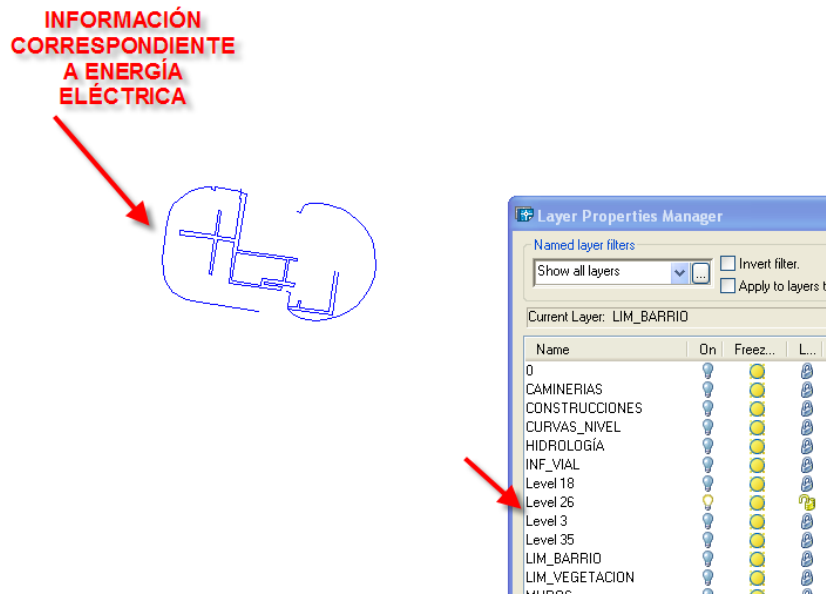 INFORMACIÓN
CORRESPONDIENTE
A ENERGÍA
ELÉCTRICA
Layer Properties Manager
Named layer filters
Show all layers
...
Invert filter.
Apply to layers t
Current Layer: LIM_BARRIO
Name On Freez... L...
0
CAMINERIAS
CONSTRUCCIONES
CURVAS_NIVEL
HIDROLOGÍA
INF_VIAL
Level 18
Level 26
Level 3
Level 35
LIM_BARRIO
LIM_VEGETACION
MUROS